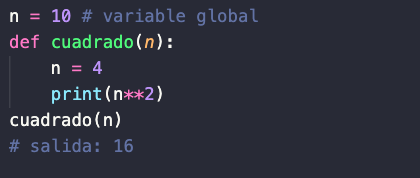 n = 10 # variable global
def cuadrado(n):
    n = 4
    print(n**2)
cuadrado(n)
# salida: 16